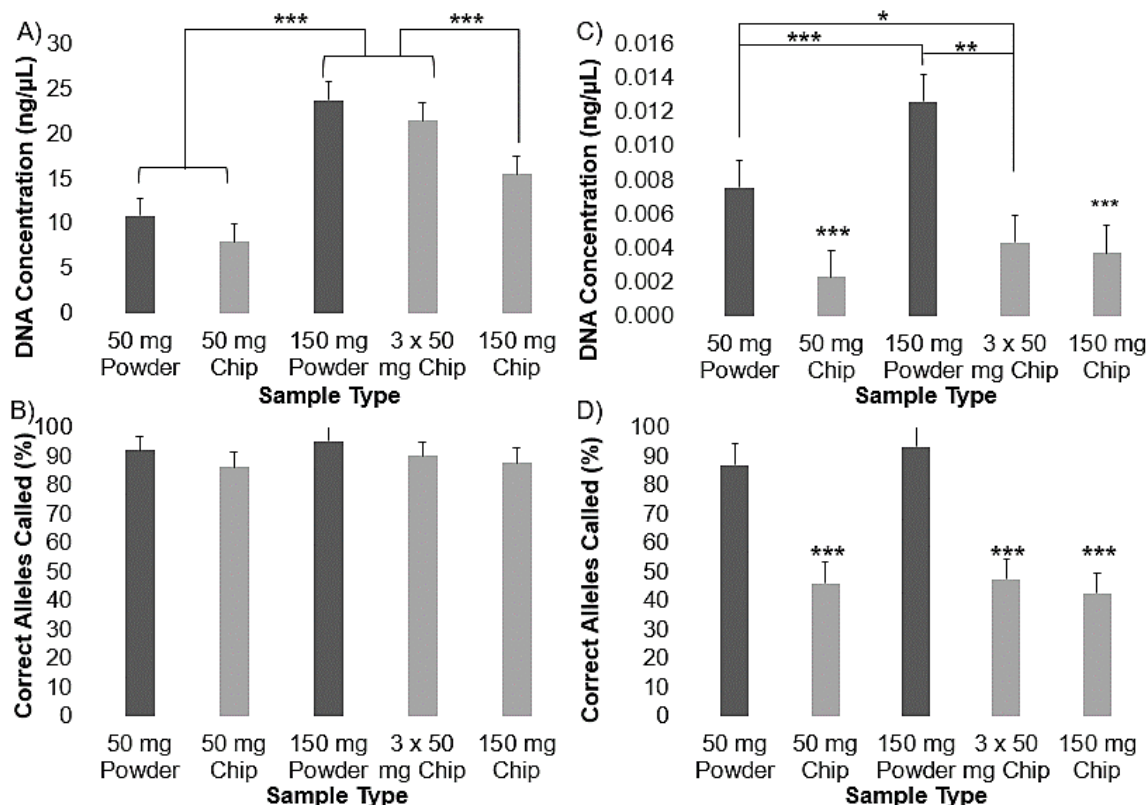 A)
DNA Concentration (ng/µL)
30
25
20
15
10
5
0
***
***
50 mg
Powder
50 mg
Chip
150 mg
Powder
3 x 50
mg Chip
150 mg
Chip
Sample Type
B)
Correct Alleles Called (%)
100
90
80
70
60
50
40
30
20
10
0
50 mg
Powder
50 mg
Chip
150 mg
Powder
3 x 50
mg Chip
150 mg
Chip
Sample Type
C)
DNA Concentration (ng/µL)
0.016
0.014
0.012
0.010
0.008
0.006
0.004
0.002
0.000
*
***
**
***
***
50 mg
Powder
50 mg
Chip
150 mg
Powder
3 x 50
mg Chip
150 mg
Chip
Sample Type
D)
Correct Alleles Called (%)
100
90
80
70
60
50
40
30
20
10
0
***
***
***
50 mg
Powder
50 mg
Chip
150 mg
Powder
3 x 50
mg Chip
150 mg
Chip
Sample Type